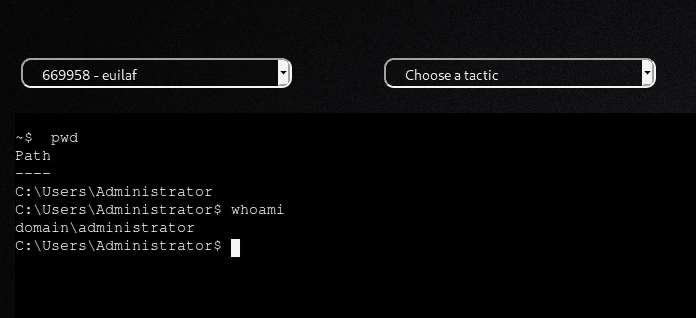 669958 - euilaf Choose a tactic
~$  pwd
Path
----
C:\Users\Administrator
C:\Users\Administrator$ whoami
domain\administrator
C:\Users\Administrator$